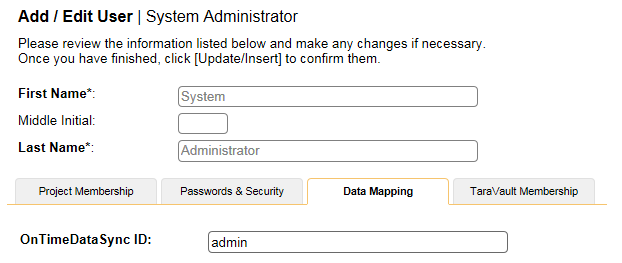 Add / Edit User | System Administrator
Please review the information listed below and make any changes if necessary.
Once you have finished, click [Update/Insert] to confirm them.
First Name*: System
Middle Initial:
Last Name*: Administrator
Project Membership Passwords & Security Data Mapping TaraVault Membership
OnTimeDataSync ID: admin